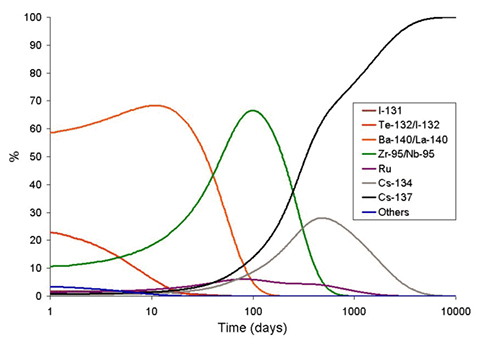 100
90
80
70
60
50
40
30
20
10
0
%
I-131
Te-132/I-132
Ba-140/La-140
Zr-95/Nb-95
Ru
Cs-134
Cs-137
Others
1 10 100 1000 10000
Time (days)